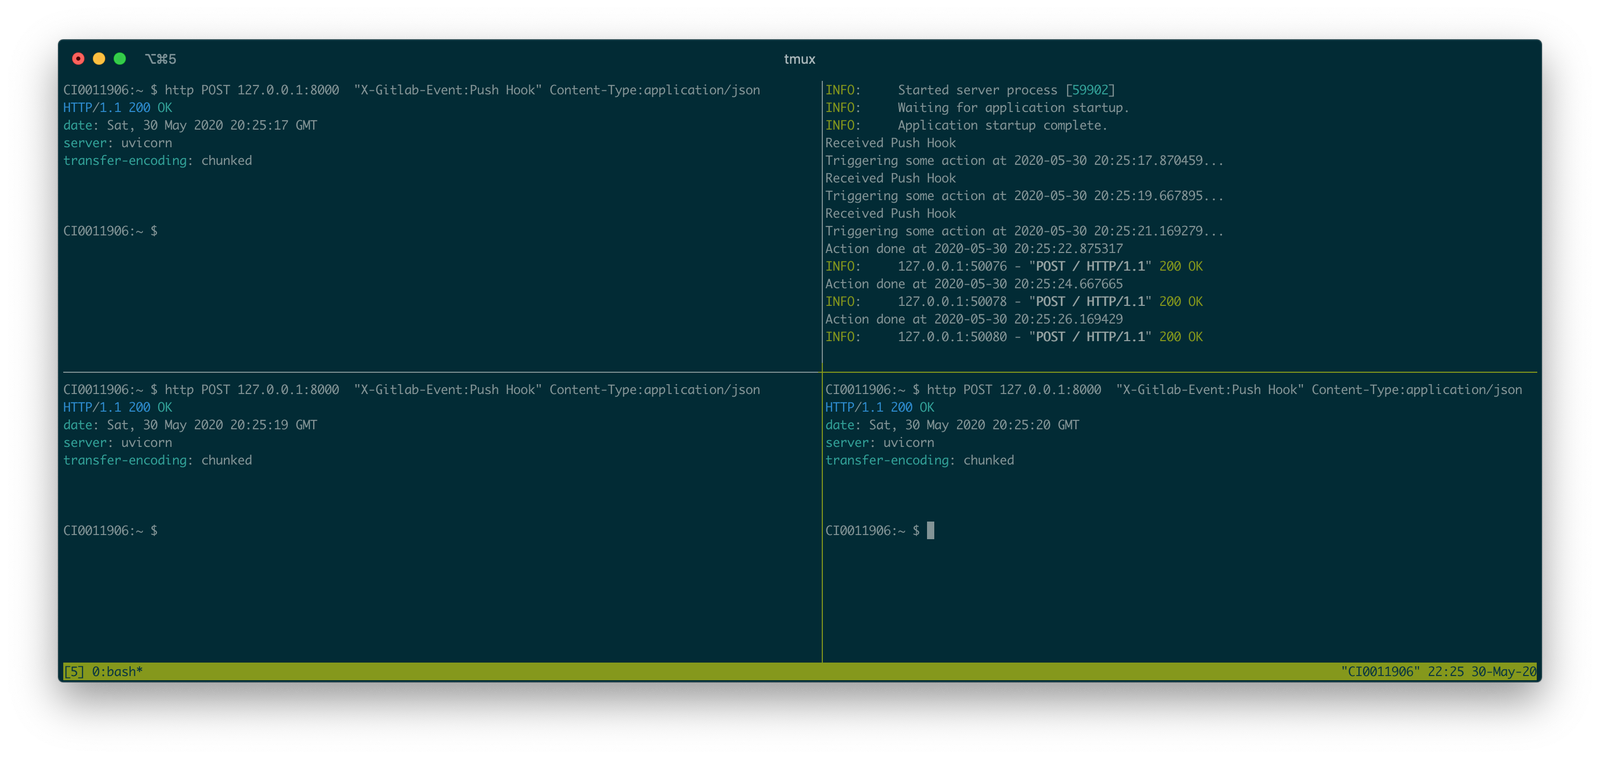 ⌥⌘5
tmux
CI0011906:~ $ http POST 127.0.0.1:8000  "X-Gitlab-Event:Push Hook" Content-Type:application/json
HTTP/1.1 200 OK
date: Sat, 30 May 2020 20:25:17 GMT
server: uvicorn
transfer-encoding: chunked
CI0011906:~ $
INFO:     Started server process [59902]
INFO:     Waiting for application startup.
INFO:     Application startup complete.
Received Push Hook
Triggering some action at 2020-05-30 20:25:17.870459...
Received Push Hook
Triggering some action at 2020-05-30 20:25:19.667895...
Received Push Hook
Triggering some action at 2020-05-30 20:25:21.169279...
Action done at 2020-05-30 20:25:22.875317
INFO:     127.0.0.1:50076 - "POST / HTTP/1.1" 200 OK
Action done at 2020-05-30 20:25:24.667665
INFO:     127.0.0.1:50078 - "POST / HTTP/1.1" 200 OK
Action done at 2020-05-30 20:25:26.169429
INFO:     127.0.0.1:50080 - "POST / HTTP/1.1" 200 OK
CI0011906:~ $ http POST 127.0.0.1:8000  "X-Gitlab-Event:Push Hook" Content-Type:application/json
HTTP/1.1 200 OK
date: Sat, 30 May 2020 20:25:19 GMT
server: uvicorn
transfer-encoding: chunked
CI0011906:~ $
CI0011906:~ $ http POST 127.0.0.1:8000  "X-Gitlab-Event:Push Hook" Content-Type:application/json
HTTP/1.1 200 OK
date: Sat, 30 May 2020 20:25:20 GMT
server: uvicorn
transfer-encoding: chunked
CI0011906:~ $
[5] 0:bash*
"CI0011906" 22:25 30-May-20